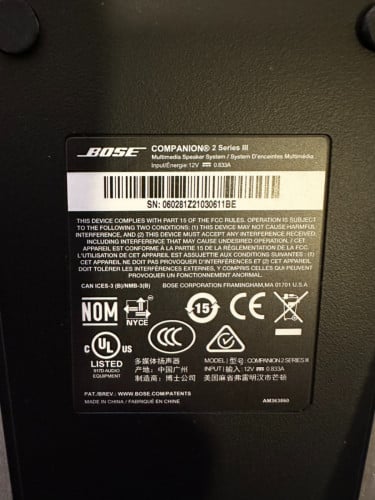 BOSE COMPANION® 2 Series III
Multimedia Speaker System / System D'enceintes Multimédia
Input/Énergie: 12V ⎓ 0.833A
SN: 060281Z21030611BE
THIS DEVICE COMPLIES WITH PART 15 OF THE FCC RULES. OPERATION IS SUBJECT
TO THE FOLLOWING TWO CONDITIONS: (1) THIS DEVICE MAY NOT CAUSE HARMFUL
INTERFERENCE, AND (2) THIS DEVICE MUST ACCEPT ANY INTERFERENCE RECEIVED,
INCLUDING INTERFERENCE THAT MAY CAUSE UNDESIRED OPERATION. / CET
APPAREIL EST CONFORME À LA PARTIE 15 DE LA RÉGLEMENTATION DE LA FCC.
L'UTILISATION DE CET APPAREIL EST ASSUJETTIE AUX CONDITIONS SUIVANTES : (1)
CET APPAREIL NE DOIT PAS PROVOQUER D'INTERFÉRENCES ET (2) CET APPAREIL
DOIT TOLÉRER LES INTERFÉRENCES EXTERNES, Y COMPRIS CELLES QUI POURRAIENT
PROVOQUER UN FONCTIONNEMENT ANORMAL.
CAN ICES-3 (B)/NMB-3(B) BOSE CORPORATION FRAMINGHAM, MA 01701 U.S.A.
NOM
NYCE
15
CCC
c UL US
LISTED
917D AUDIO
EQUIPMENT
多媒体扬声器
产地：中国广州
制造商：博士公司
MODEL / 型号: COMPANION 2 SERIES III
INPUT / 输入: 12V ⎓ 0.833A
美国麻省弗雷明汉市芒顿
PAT./BREV.: WWW.BOSE.COM/PATENTS
MADE IN CHINA / FABRIQUÉ EN CHINE
AM363860